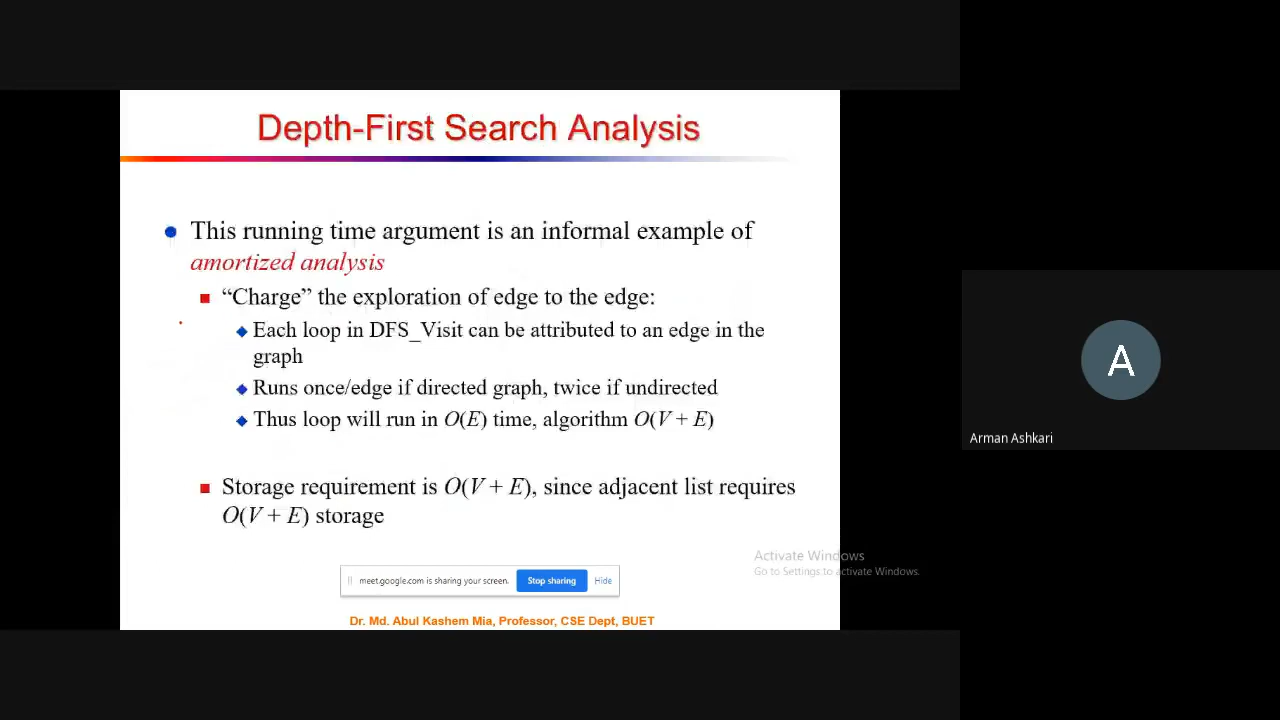 Depth-First Search Analysis
This running time argument is an informal example of
amortized analysis
“Charge” the exploration of edge to the edge:
Each loop in DFS_Visit can be attributed to an edge in the
graph
Runs once/edge if directed graph, twice if undirected
Thus loop will run in O(E) time, algorithm O(V + E)
Storage requirement is O(V + E), since adjacent list requires
O(V + E) storage
Activate Windows
Go to Settings to activate Windows.
meet.google.com is sharing your screen. Stop sharing Hide
Dr. Md. Abul Kashem Mia, Professor, CSE Dept, BUET
A
Arman Ashkari